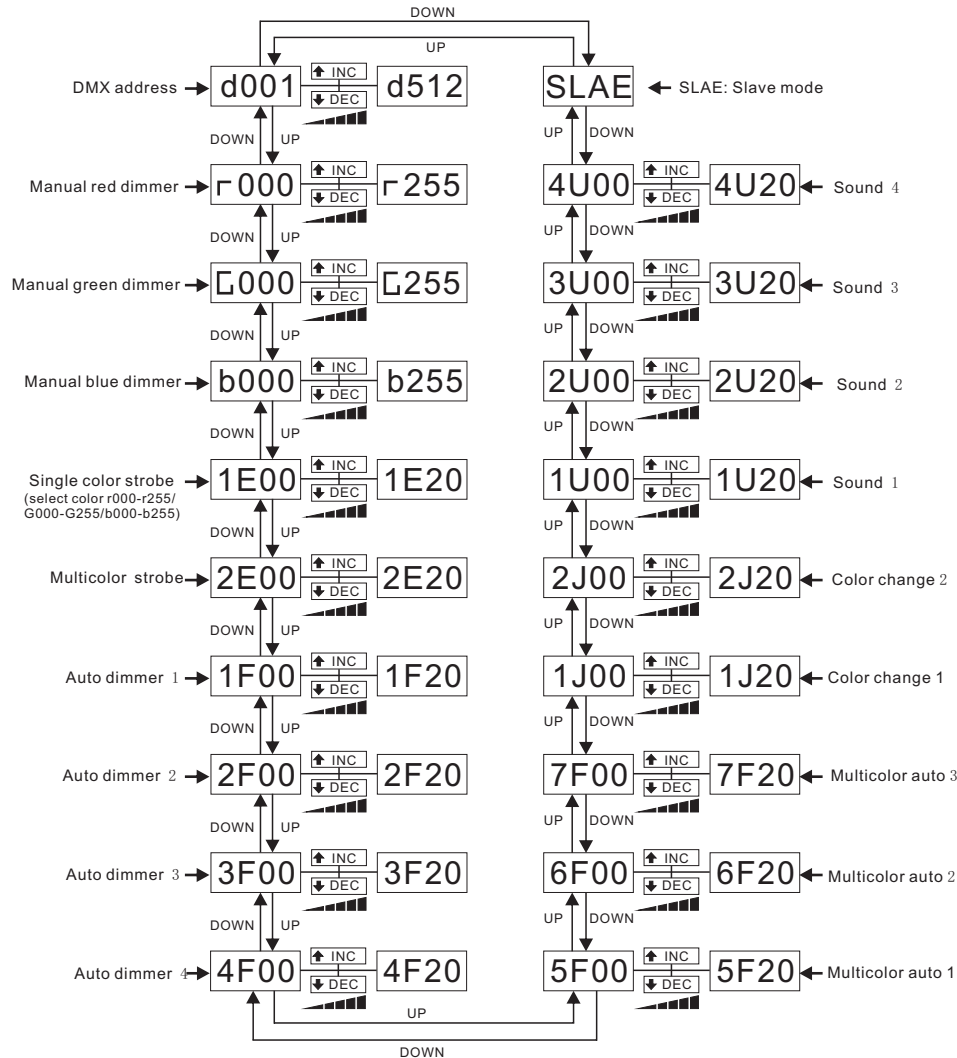 DOWN
UP
DMX address d001 INC DEC d512 SLAE SLAE: Slave mode
DOWN UP UP DOWN
Manual red dimmer r000 INC DEC r255 4U00 INC DEC 4U20 Sound 4
DOWN UP UP DOWN
Manual green dimmer G000 INC DEC G255 3U00 INC DEC 3U20 Sound 3
DOWN UP UP DOWN
Manual blue dimmer b000 INC DEC b255 2U00 INC DEC 2U20 Sound 2
DOWN UP UP DOWN
Single color strobe 1E00 INC DEC 1E20 1U00 INC DEC 1U20 Sound 1
(select color r000-r255/
G000-G255/b000-b255)
DOWN UP UP DOWN
Multicolor strobe 2E00 INC DEC 2E20 2J00 INC DEC 2J20 Color change 2
DOWN UP UP DOWN
Auto dimmer 1 1F00 INC DEC 1F20 1J00 INC DEC 1J20 Color change 1
DOWN UP UP DOWN
Auto dimmer 2 2F00 INC DEC 2F20 7F00 INC DEC 7F20 Multicolor auto 3
DOWN UP UP DOWN
Auto dimmer 3 3F00 INC DEC 3F20 6F00 INC DEC 6F20 Multicolor auto 2
DOWN UP UP DOWN
Auto dimmer 4 4F00 INC DEC 4F20 5F00 INC DEC 5F20 Multicolor auto 1
UP
DOWN